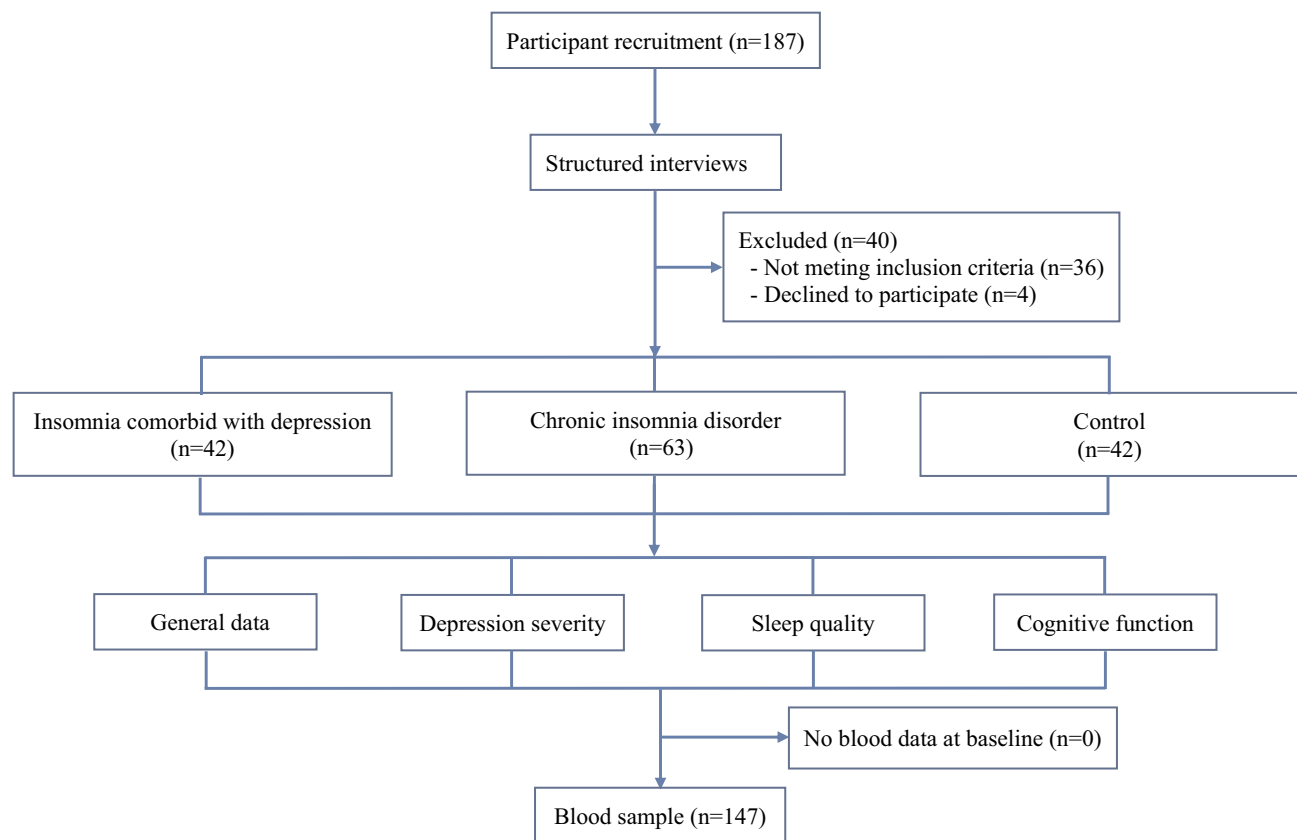 Participant recruitment (n=187)
Structured interviews
Excluded (n=40)
- Not meting inclusion criteria (n=36)
- Declined to participate (n=4)
Insomnia comorbid with depression
(n=42)
Chronic insomnia disorder
(n=63)
Control
(n=42)
General data
Depression severity
Sleep quality
Cognitive function
No blood data at baseline (n=0)
Blood sample (n=147)